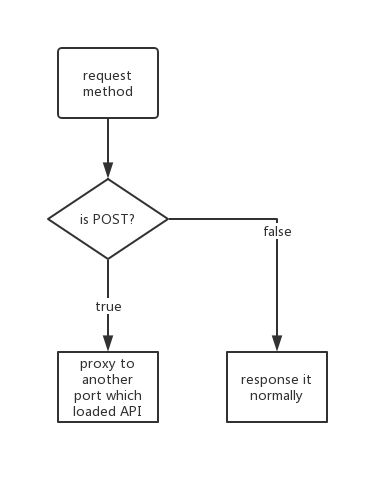 request
method
is POST?
false
true
proxy to
another
port which
loaded API
response it
normally